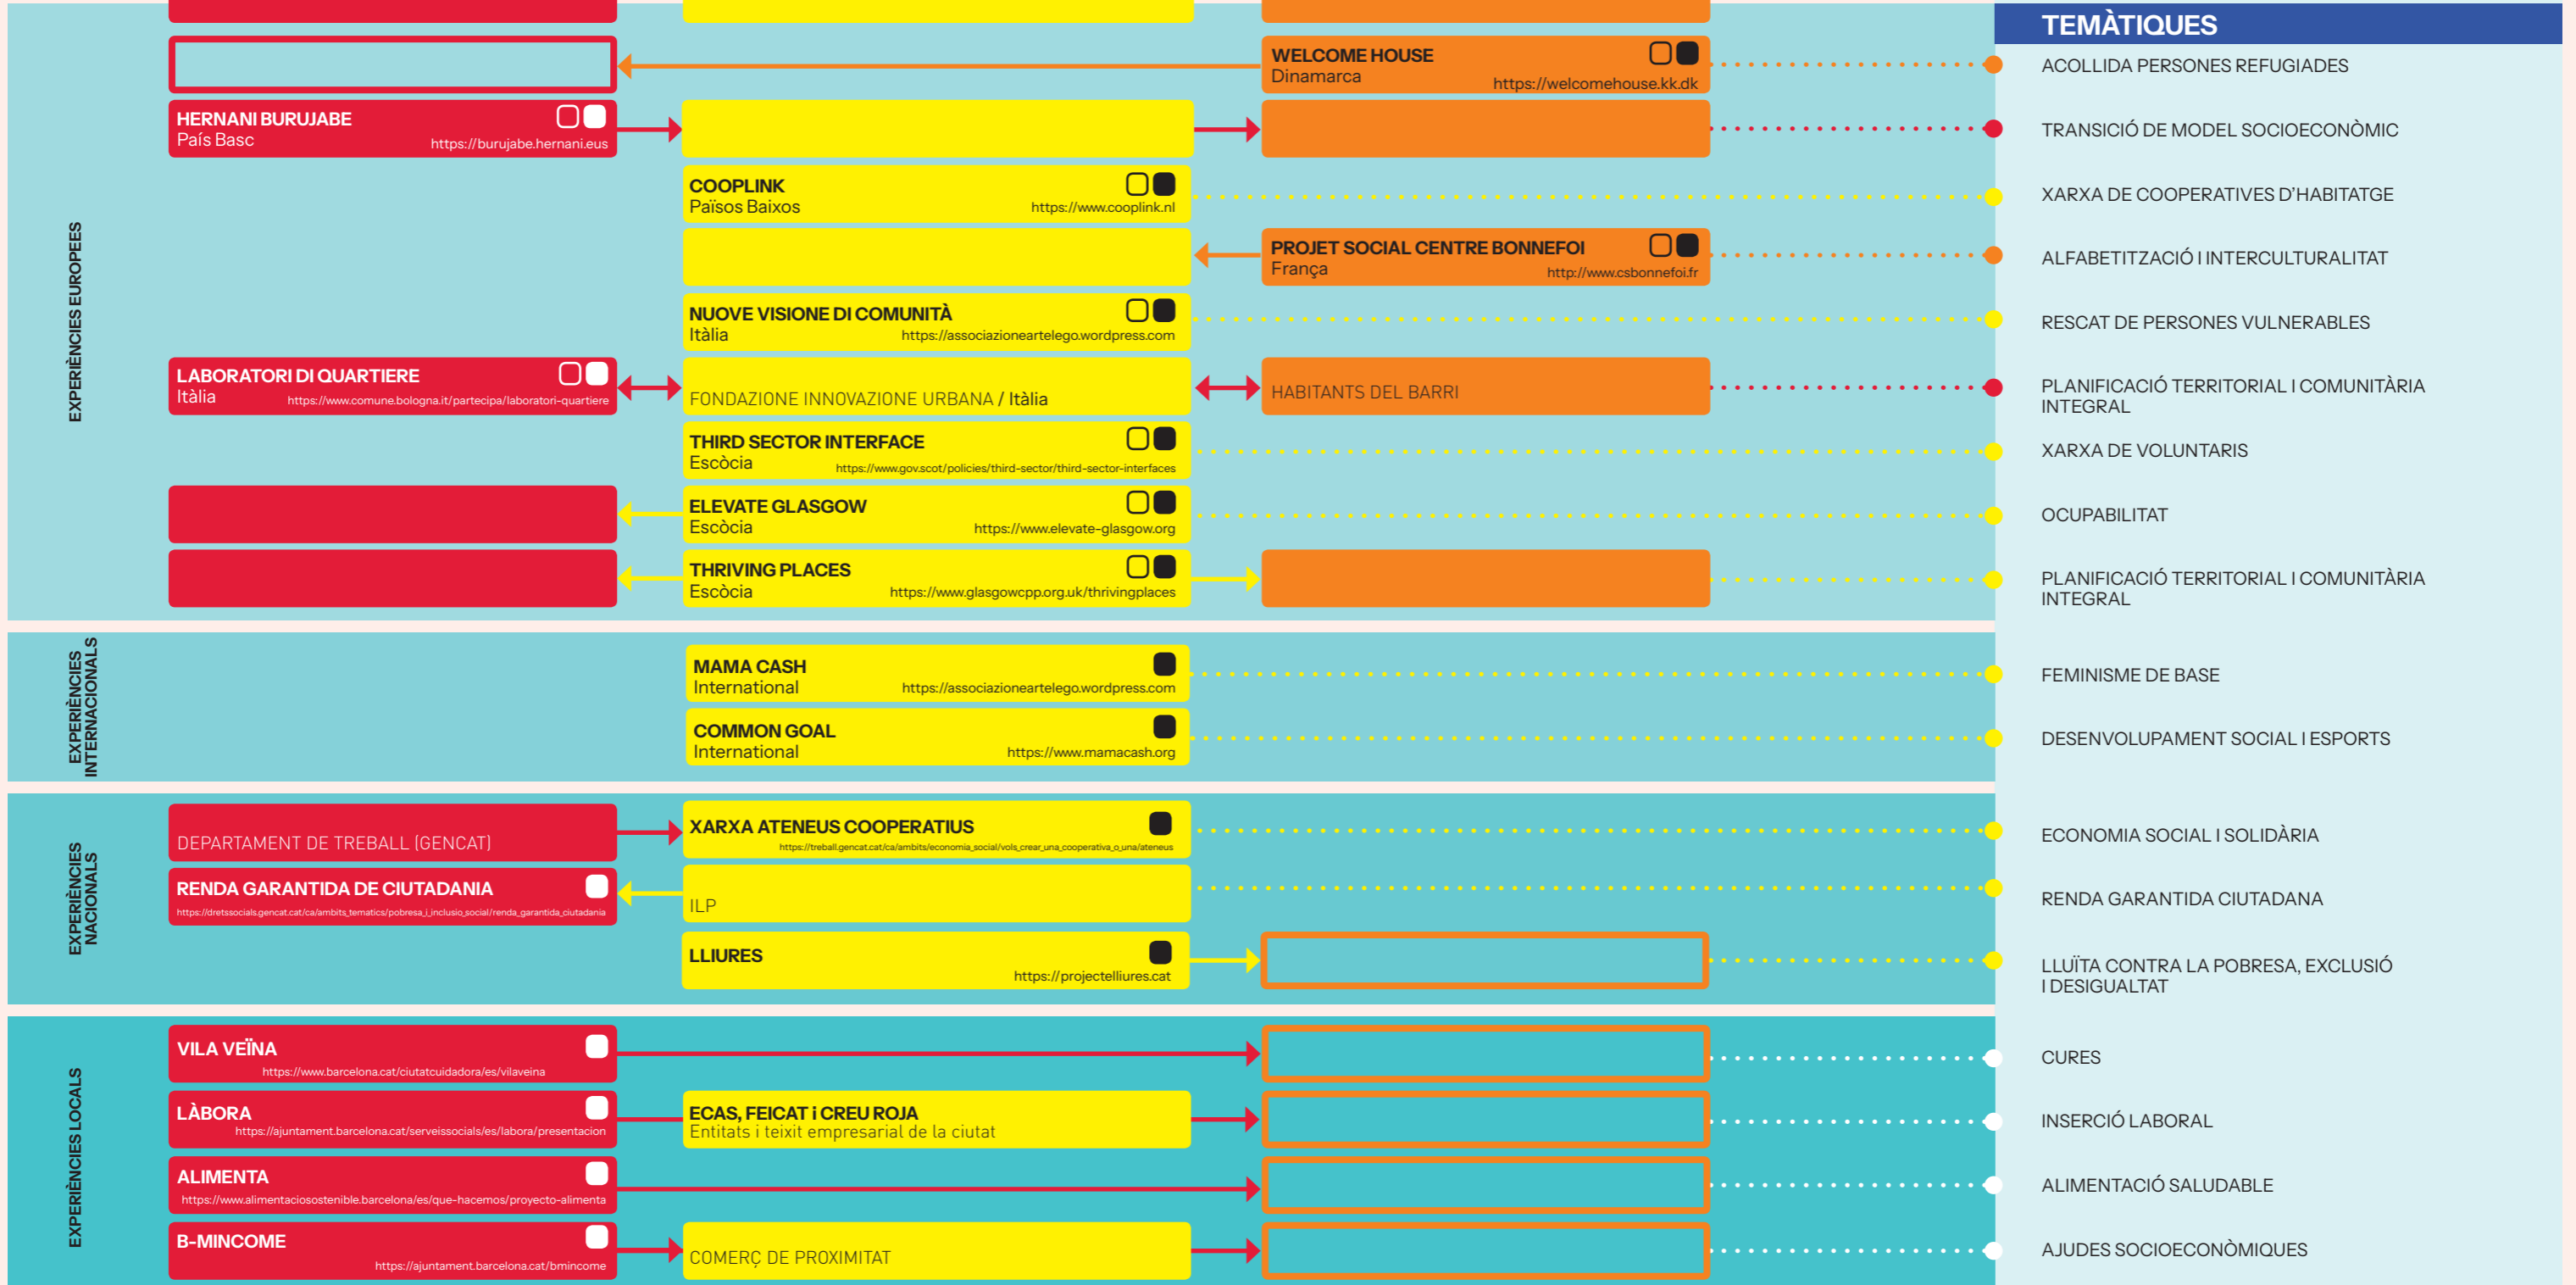 TEMÀTIQUES
EXPERIÈNCIES EUROPEES
WELCOME HOUSE
Dinamarca
https://welcomehouse.kk.dk
ACOLLIDA PERSONES REFUGIADES
HERNANI BURUJABE
País Basc
https://burujabe.hernani.eus
TRANSICIÓ DE MODEL SOCIOECONÒMIC
COOPLINK
Països Baixos
https://www.cooplink.nl
XARXA DE COOPERATIVES D'HABITATGE
PROJET SOCIAL CENTRE BONNEFOI
França
http://www.csbonnefoi.fr
ALFABETITZACIÓ I INTERCULTURALITAT
NUOVE VISIONE DI COMUNITÀ
Itàlia
https://associazioneartelego.wordpress.com
RESCAT DE PERSONES VULNERABLES
LABORATORI DI QUARTIERE
Itàlia
https://www.comune.bologna.it/partecipa/laboratori-quartiere
FONDAZIONE INNOVAZIONE URBANA / Itàlia
HABITANTS DEL BARRI
PLANIFICACIÓ TERRITORIAL I COMUNITÀRIA
INTEGRAL
THIRD SECTOR INTERFACE
Escòcia
https://www.gov.scot/policies/third-sector/third-sector-interfaces
XARXA DE VOLUNTARIS
ELEVATE GLASGOW
Escòcia
https://www.elevate-glasgow.org
OCUPABILITAT
THRIVING PLACES
Escòcia
https://www.glasgowcpp.org.uk/thrivingplaces
PLANIFICACIÓ TERRITORIAL I COMUNITÀRIA
INTEGRAL
EXPERIÈNCIES
INTERNACIONALS
MAMA CASH
International
https://associazioneartelego.wordpress.com
FEMINISME DE BASE
COMMON GOAL
International
https://www.mamacash.org
DESENVOLUPAMENT SOCIAL I ESPORTS
EXPERIÈNCIES
NACIONALS
DEPARTAMENT DE TREBALL (GENCAT)
XARXA ATENEUS COOPERATIUS
https://treball.gencat.cat/ca/ambits/economia_social/vols_crear_una_cooperativa_o_una/ateneus
ECONOMIA SOCIAL I SOLIDÀRIA
RENDA GARANTIDA DE CIUTADANIA
https://dretssocials.gencat.cat/ca/ambits_tematics/pobresa_i_inclusio_social/renda_garantida_ciutadania
ILP
RENDA GARANTIDA CIUTADANA
LLIURES
https://projectelliures.cat
LLUÏTA CONTRA LA POBRESA, EXCLUSIÓ
I DESIGUALTAT
EXPERIÈNCIES LOCALS
VILA VEÏNA
https://www.barcelona.cat/ciutatcuidadora/es/vilaveina
CURES
LÀBORA
https://ajuntament.barcelona.cat/serveissocials/es/labora/presentacion
ECAS, FEICAT i CREU ROJA
Entitats i teixit empresarial de la ciutat
INSERCIÓ LABORAL
ALIMENTA
https://www.alimentaciosostenible.barcelona/es/que-hacemos/proyecto-alimenta
ALIMENTACIÓ SALUDABLE
B-MINCOME
https://ajuntament.barcelona.cat/bmincome
COMERÇ DE PROXIMITAT
AJUDES SOCIOECONÒMIQUES